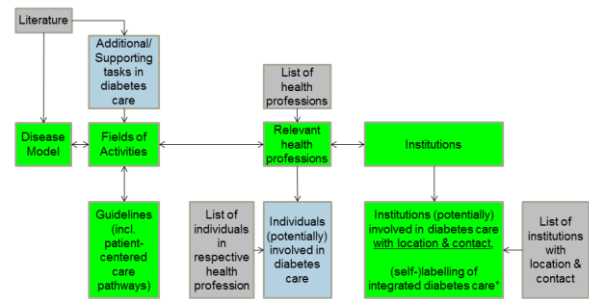 Literature
Additional/
Supporting
tasks in
diabetes
care
List of
health
professions
Disease
Model
Fields of
Activities
Relevant
health
professions
Institutions
Guidelines
(incl.
patient-
centered
care
pathways)
List of
individuals
in
respective
health
profession
Individuals
(potentially)
involved in
diabetes
care
Institutions (potentially)
involved in diabetes care
with location & contact,
(self-)labelling of
integrated diabetes care*
List of
institutions
with
location &
contact